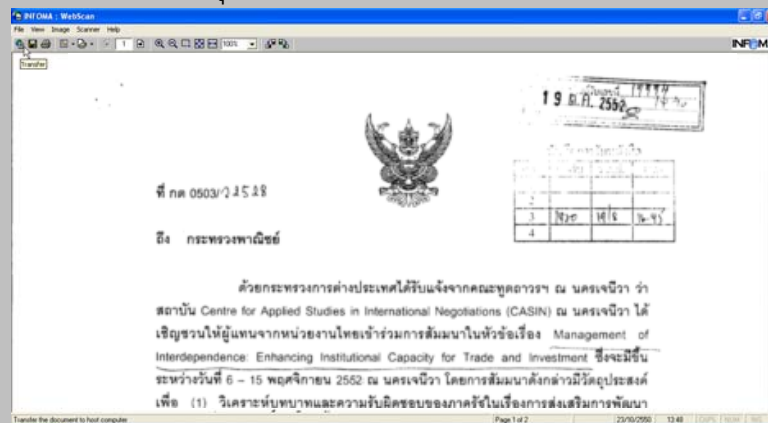 INFOMA : WebScan
File View Image Scanner Help
1 100% INFOM
Transfer
19 ต.ค. 2552
ที่ กต 0503/
3
4
ถึง กระทรวงพาณิชย์
ด้วยกระทรวงการต่างประเทศได้รับแจ้งจากคณะทูตถาวรฯ ณ นครเจนีวา ว่า
สถาบัน Centre for Applied Studies in International Negotiations (CASIN) ณ นครเจนีวา ได้
เชิญชวนให้ผู้แทนจากหน่วยงานไทยเข้าร่วมการสัมมนาในหัวข้อเรื่อง Management of
Interdependence: Enhancing Institutional Capacity for Trade and Investment ซึ่งจะมีขึ้น
ระหว่างวันที่ 6 – 15 พฤศจิกายน 2552 ณ นครเจนีวา โดยการสัมมนาดังกล่าวมีวัตถุประสงค์
เพื่อ (1) วิเคราะห์บทบาทและความรับผิดชอบของภาครัฐในเรื่องการส่งเสริมการพัฒนา
Transfer the document to host computer Page 1 of 2 23/10/2550 13:40 CAPS NUM INS